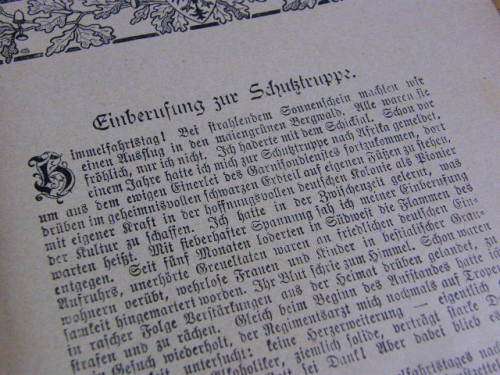 Einberufung zur Schutztruppe.
Himmelfahrtstag! Bei strahlendem Sonnenschein machten wir
einen Ausflug in den maiengrünen Bergwald. Alle waren sie
fröhlich, nur ich nicht. Ich haderte mit dem Schicksal. Schon vor
einem Jahre hatte ich mich zur Schutztruppe nach Afrika gemeldet,
um aus dem ewigen Einerlei des Garnisondienstes fortzukommen, dort
drüben im geheimnisvollen schwarzen Erdteil auf eigenen Füßen zu stehen,
mit eigener Kraft in der hoffnungsvollen deutschen Kolonie als Pionier
der Kultur zu schaffen. Ich hatte in der Zwischenzeit gelernt, was
warten heißt. Mit fieberhafter Spannung sah ich meiner Einberufung
entgegen. Seit fünf Monaten loderten in Südwest die Flammen des
Aufruhrs, unerhörte Greueltaten waren an friedlichen deutschen Ein-
wohnern verübt, wehrlose Frauen und Kinder in bestialischer Grau-
samkeit hingemartert worden. Ihr Blut schrie zum Himmel. Schon waren
in rascher Folge Verstärkungen aus der Heimat drüben gelandet, zu
strafen und zu rächen. Gleich beim Beginn des Aufstandes hatte ich
Gesuch wiederholt, der Regimentsarzt mich nochmals auf Trop
untersucht: keine Herzerweiterung — eigentlich
Alkoholiker, ziemlich solide, verträgt starke
sei Dank! Aber dabei blieb es